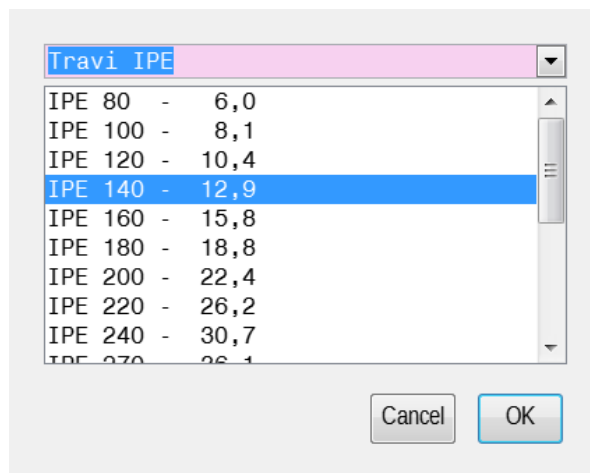 Travi IPE
IPE 80 - 6,0
IPE 100 - 8,1
IPE 120 - 10,4
IPE 140 - 12,9
IPE 160 - 15,8
IPE 180 - 18,8
IPE 200 - 22,4
IPE 220 - 26,2
IPE 240 - 30,7
IPE 270
Cancel OK